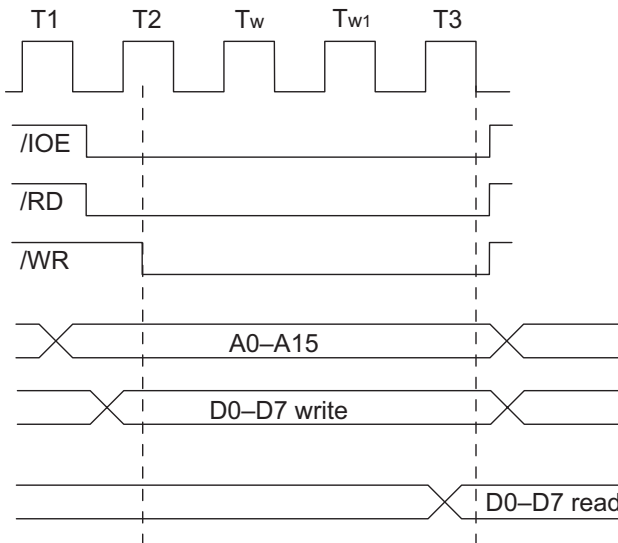 T1 T2 Tw Tw1 T3
/IOE
/RD
/WR
A0–A15
D0–D7 write
D0–D7 read